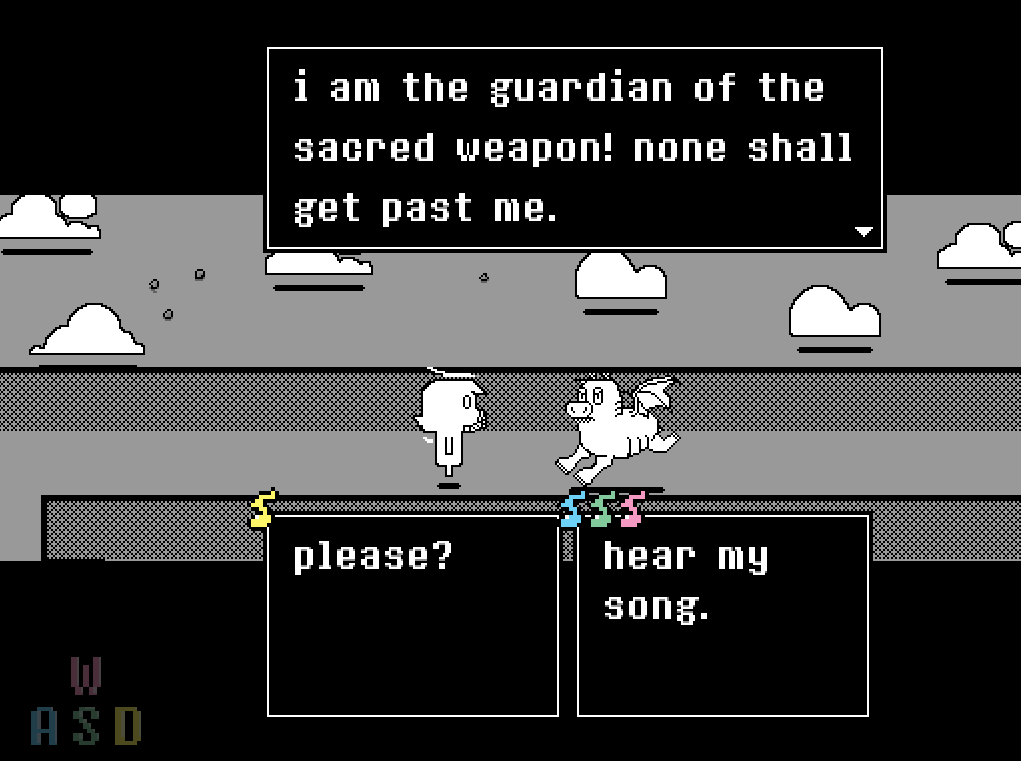 i am the guardian of the
sacred weapon! none shall
get past me.
please?
hear my
song.
W
A S D